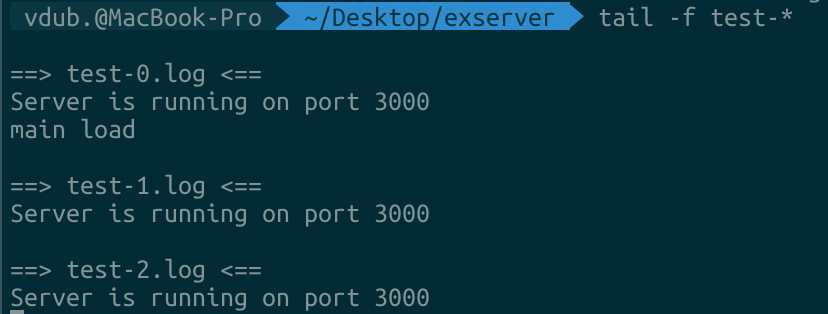 vdub.@MacBook-Pro ~/Desktop/exserver tail -f test-*
==> test-0.log <==
Server is running on port 3000
main load
==> test-1.log <==
Server is running on port 3000
==> test-2.log <==
Server is running on port 3000